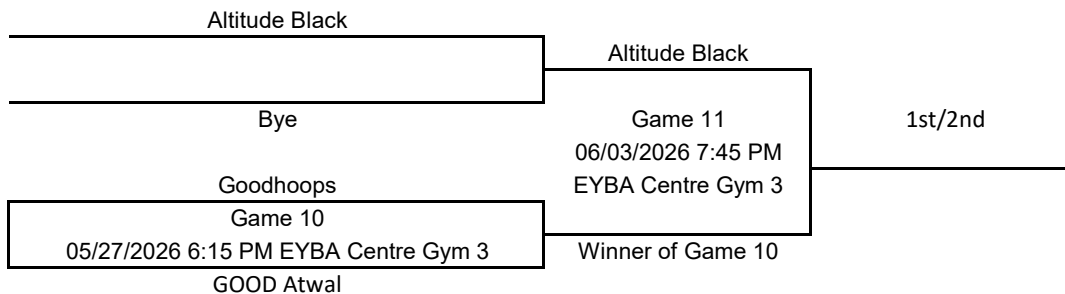 Altitude Black
Altitude Black
Bye
Game 11
1st/2nd
06/03/2026 7:45 PM
Goodhoops
EYBA Centre Gym 3
Game 10
05/27/2026 6:15 PM EYBA Centre Gym 3
Winner of Game 10
GOOD Atwal